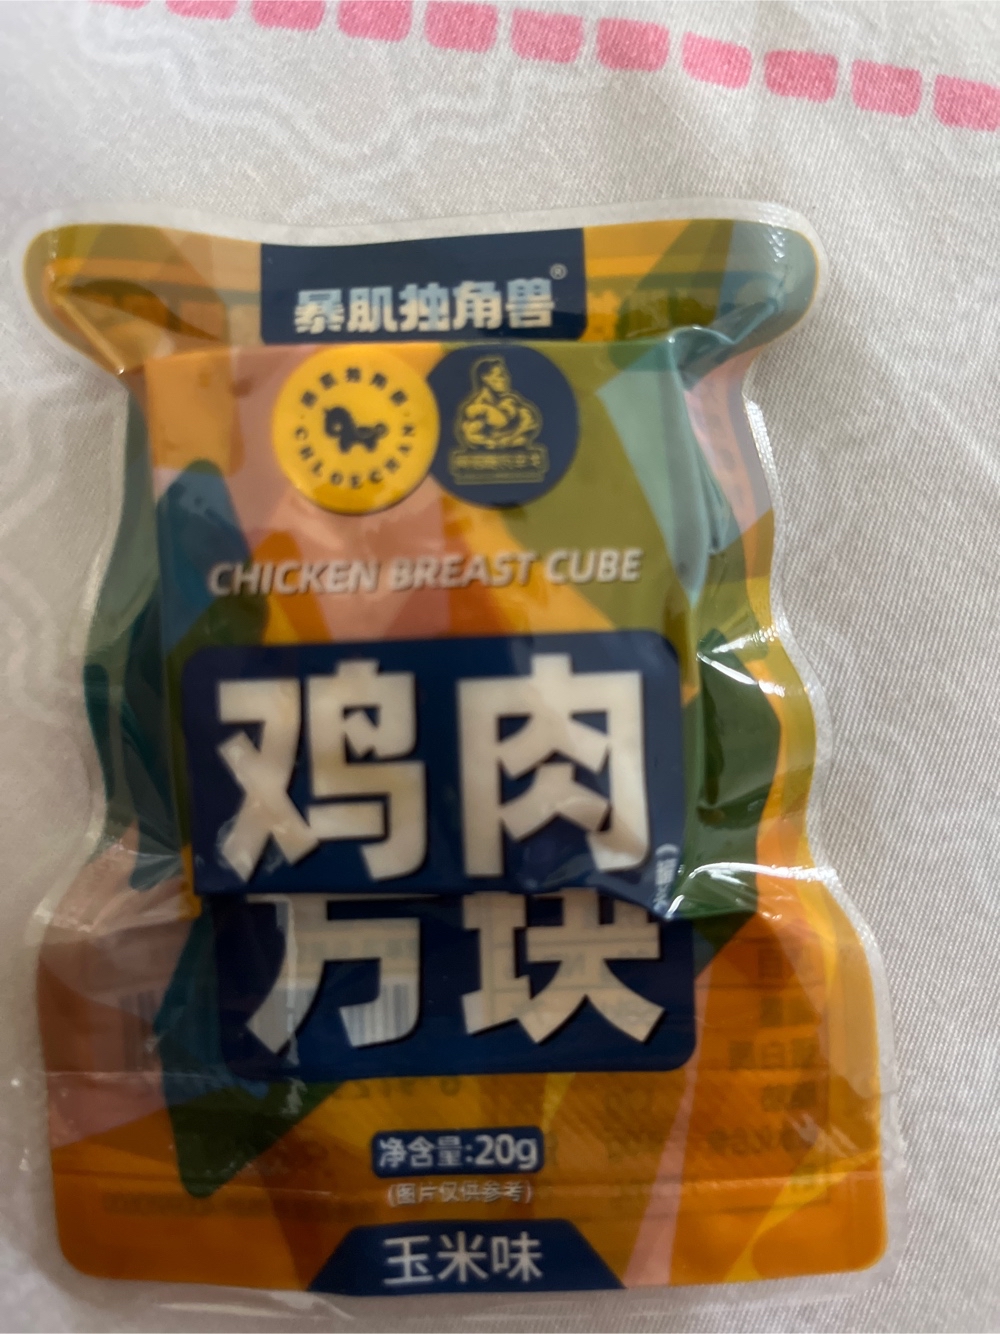 暴肌独角兽®
CHLOECHAN
CHICKEN BREAST CUBE
鸡肉
方块
净含量:20g
(图片仅供参考)
玉米味